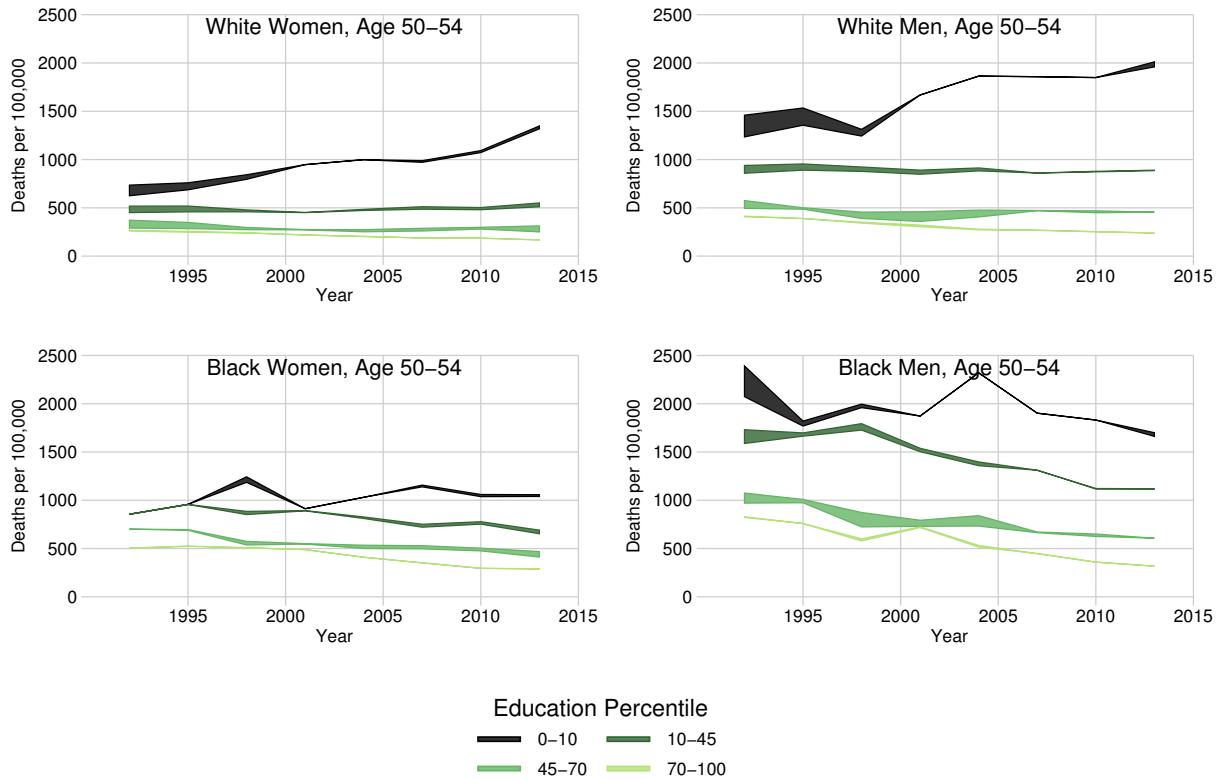 White Women, Age 50−54
Deaths per 100,000
2500
2000
1500
1000
500
0
1995 2000 2005 2010 2015
Year
White Men, Age 50−54
Deaths per 100,000
2500
2000
1500
1000
500
0
1995 2000 2005 2010 2015
Year
Black Women, Age 50−54
Deaths per 100,000
2500
2000
1500
1000
500
0
1995 2000 2005 2010 2015
Year
Black Men, Age 50−54
Deaths per 100,000
2500
2000
1500
1000
500
0
1995 2000 2005 2010 2015
Year
Education Percentile
0−10 10−45
45−70 70−100